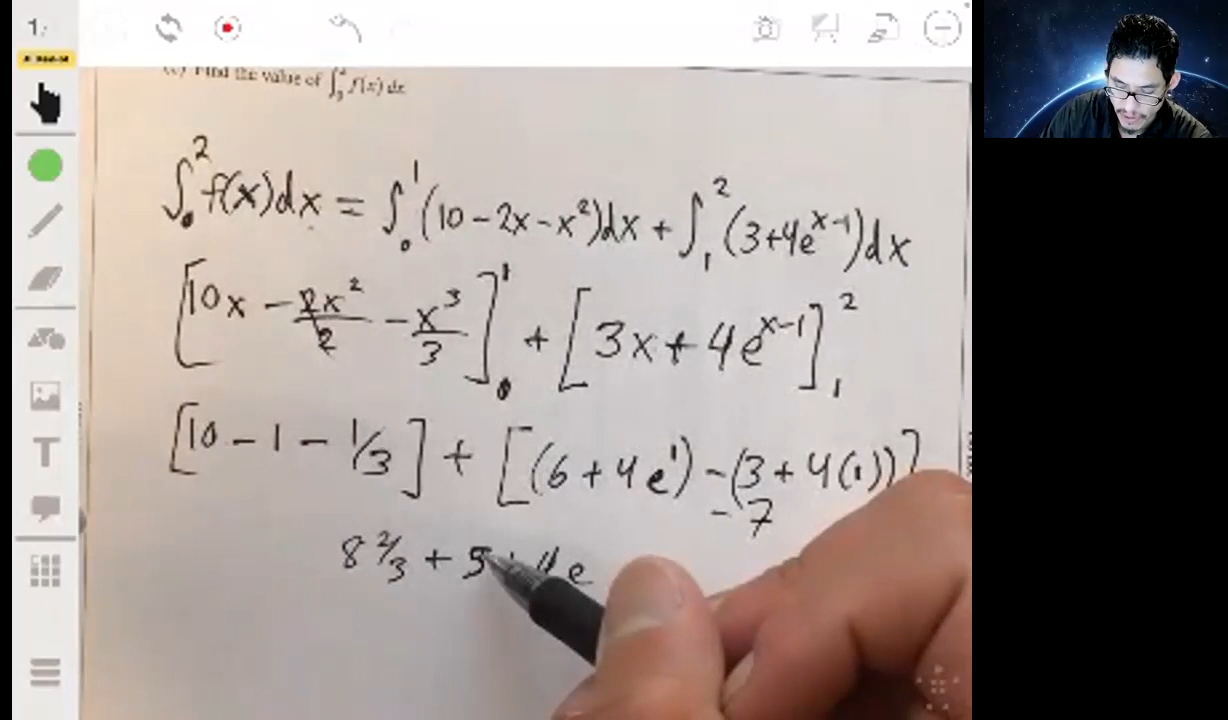 Find the value of ∫ f(x) dx
∫₀² f(x)dx = ∫₀¹ (10 - 2x - x²)dx + ∫₁² (3+4e^(x-1))dx
[10x - 2x²/2 - x³/3]₀¹ + [3x + 4e^(x-1)]₁²
[10 - 1 - 1/3] + [(6 + 4e¹) - (3 + 4(1))]
- 7
8 2/3 + 5 + 4e
T